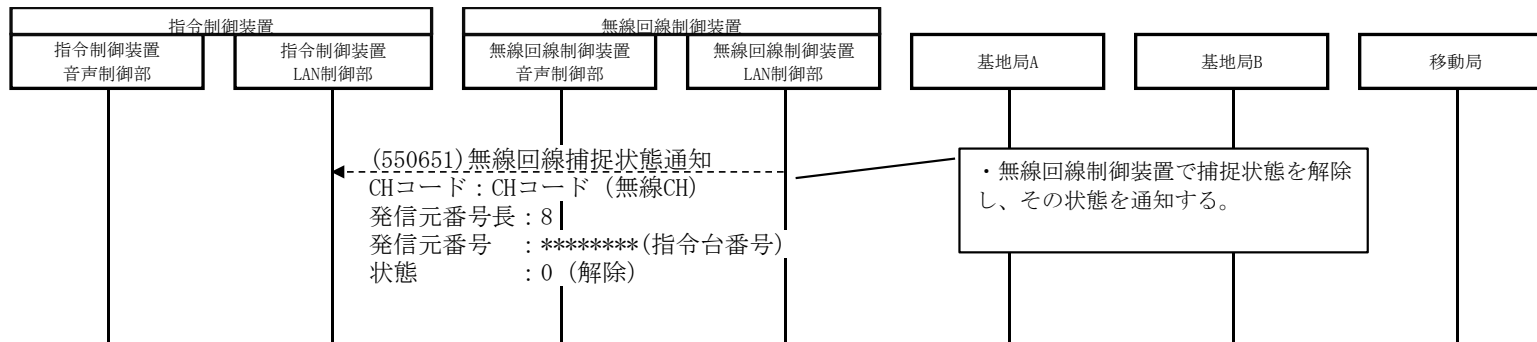 指令制御装置
無線回線制御装置
指令制御装置
音声制御部
指令制御装置
LAN制御部
無線回線制御装置
音声制御部
無線回線制御装置
LAN制御部
基地局A
基地局B
移動局
(550651)無線回線捕捉状態通知
CHコード：CHコード (無線CH)
発信元番号長：8
発信元番号　：********(指令台番号)
状態　　　　：0 (解除)
・無線回線制御装置で捕捉状態を解除
し、その状態を通知する。